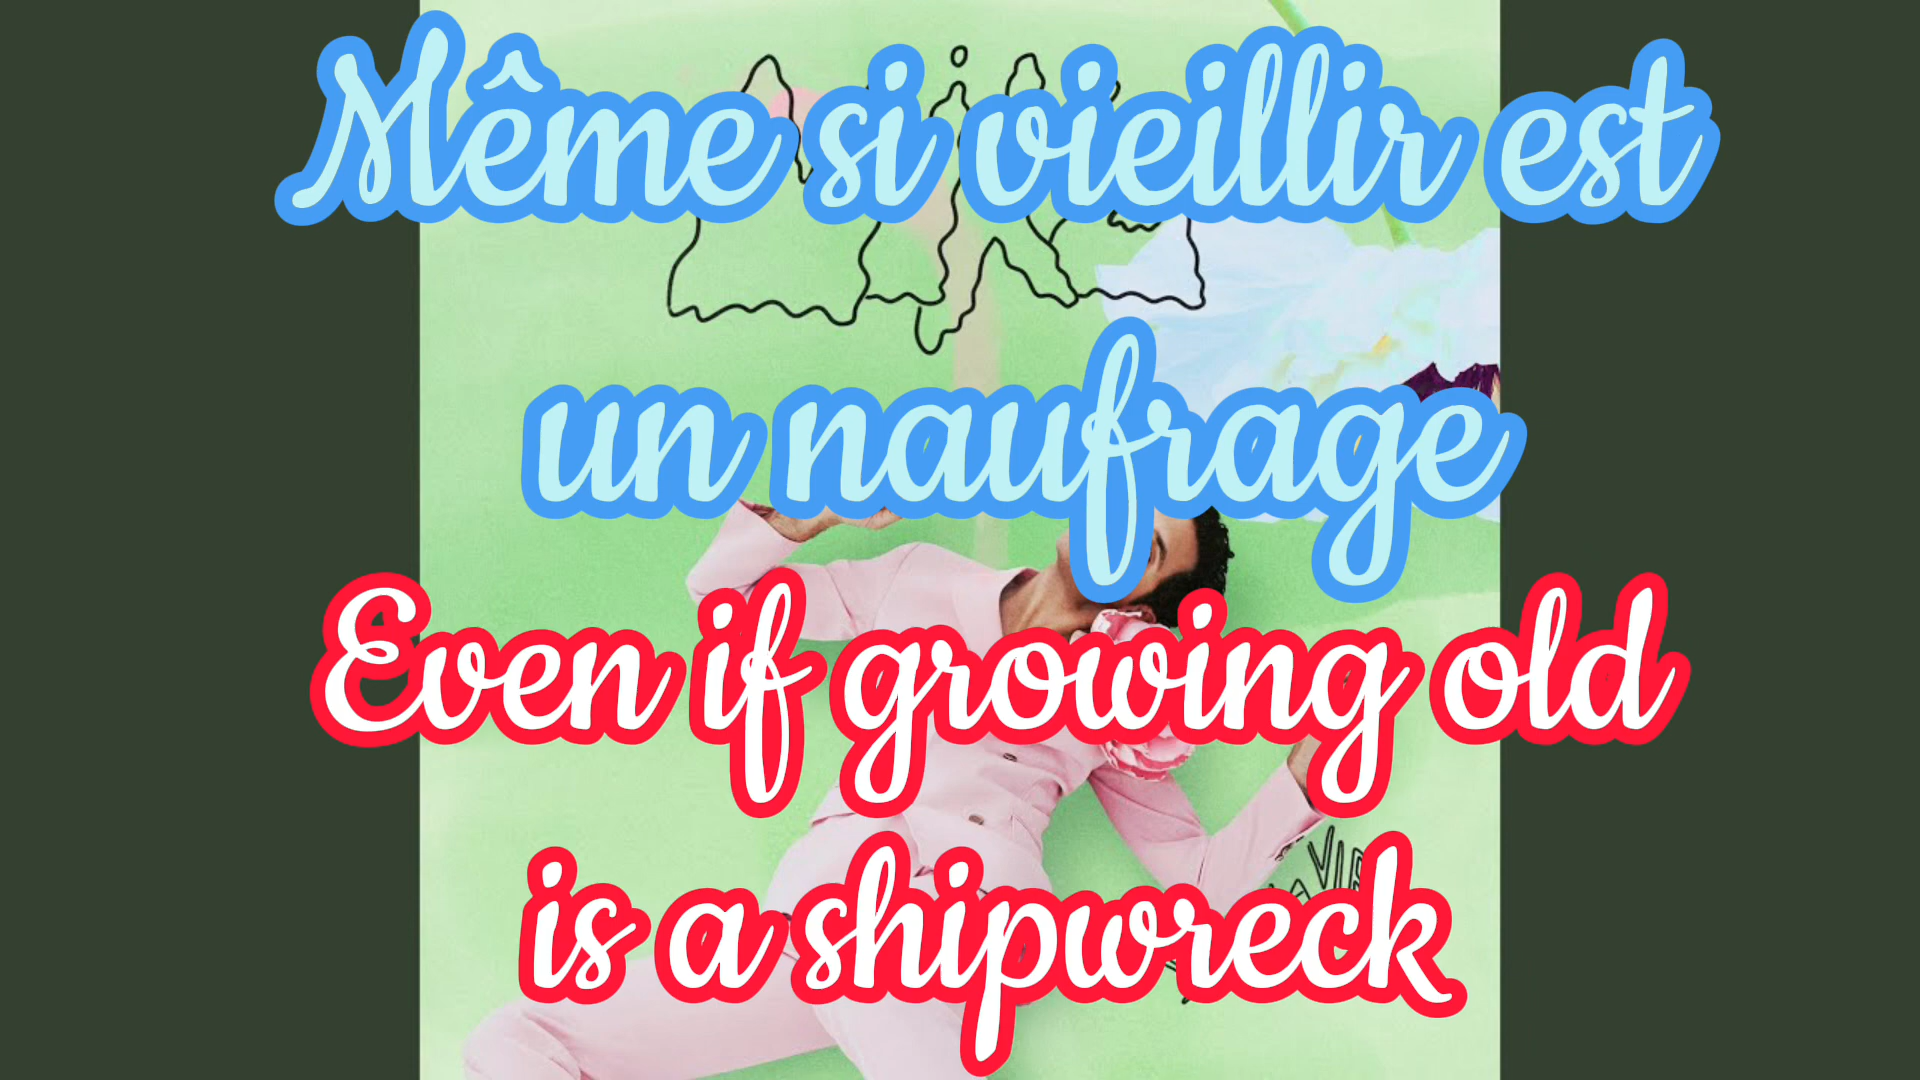 Même si vieillir est
un naufrage
Even if growing old
is a shipwreck